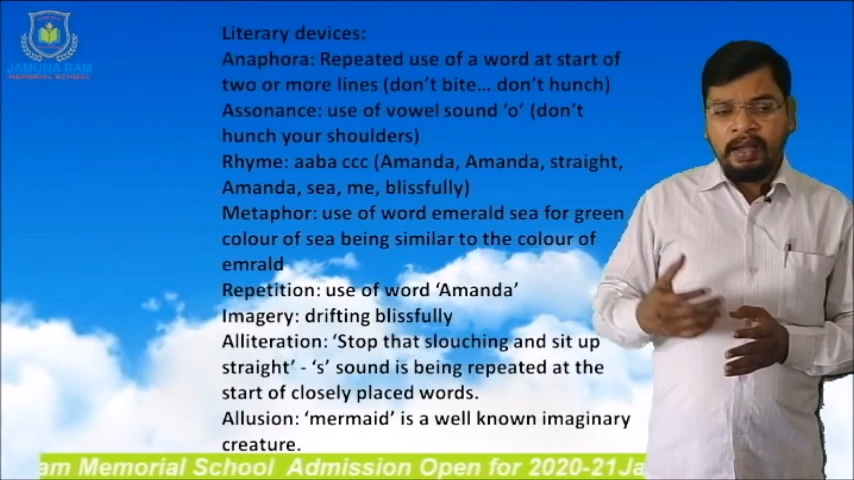 JAMUNA RAM
MEMORIAL SCHOOL
Literary devices:
Anaphora: Repeated use of a word at start of
two or more lines (don't bite... don't hunch)
Assonance: use of vowel sound 'o' (don't
hunch your shoulders)
Rhyme: aaba ccc (Amanda, Amanda, straight,
Amanda, sea, me, blissfully)
Metaphor: use of word emerald sea for green
colour of sea being similar to the colour of
emrald
Repetition: use of word 'Amanda'
Imagery: drifting blissfully
Alliteration: 'Stop that slouching and sit up
straight' - 's' sound is being repeated at the
start of closely placed words.
Allusion: 'mermaid' is a well known imaginary
creature.
am Memorial School Admission Open for 2020-21Ja